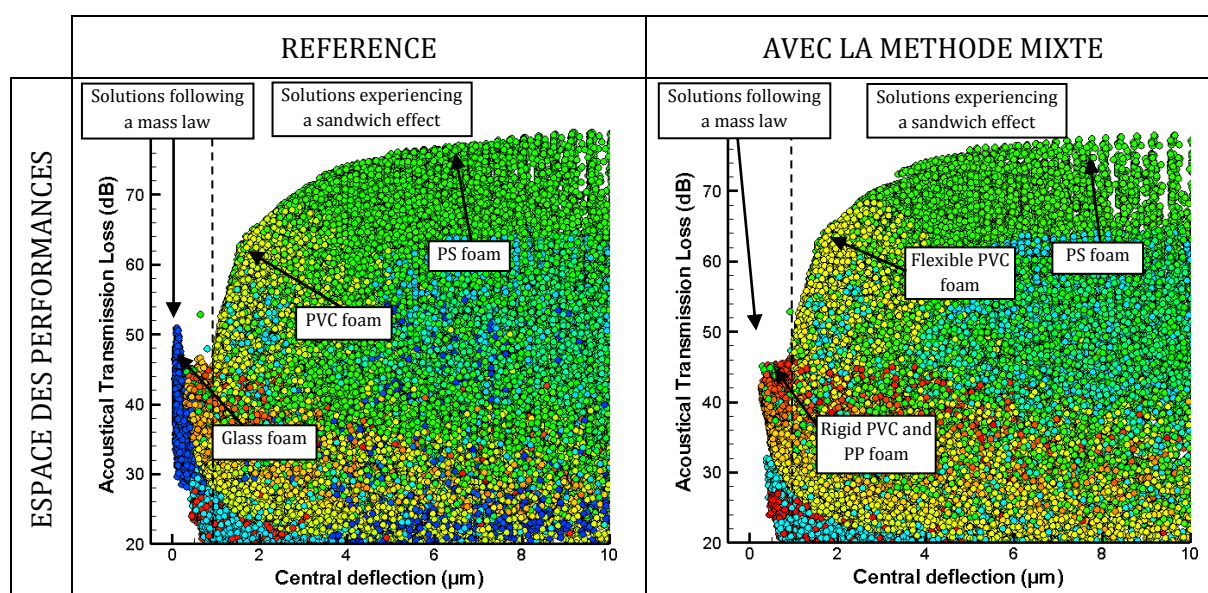 REFERENCE
AVEC LA METHODE MIXTE
ESPACE DES PERFORMANCES
Solutions following
a mass law
Solutions experiencing
a sandwich effect
Acoustical Transmission Loss (dB)
70
60
50
40
30
20
PS foam
PVC foam
Glass foam
0
2
4
6
8
10
Central deflection (µm)
Solutions following
a mass law
Solutions experiencing
a sandwich effect
Acoustical Transmission Loss (dB)
70
60
50
40
30
20
Flexible PVC
foam
PS foam
Rigid PVC and
PP foam
0
2
4
6
8
10
Central deflection (µm)